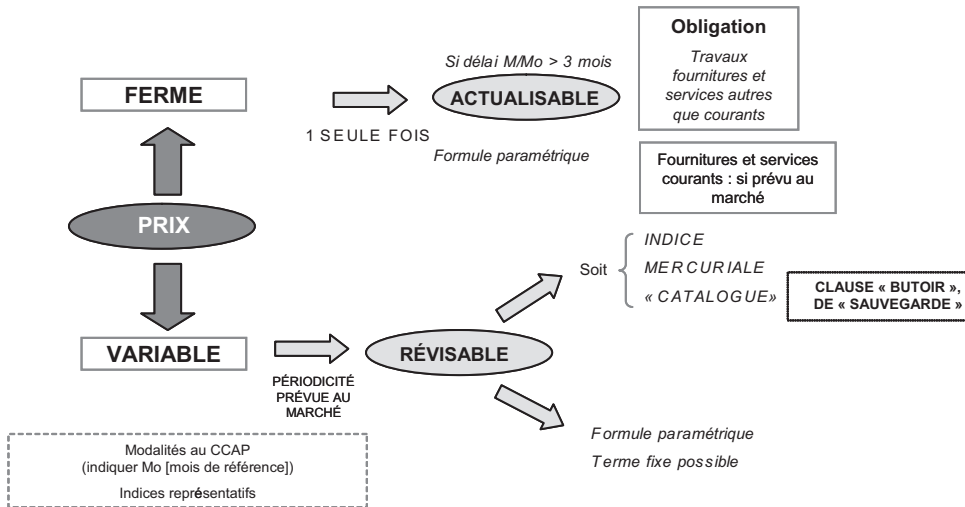 Obligation
Travaux
fournitures et
services autres
que courants
Si délai M/Mo > 3 mois
FERME
ACTUALISABLE
1 SEULE FOIS
Formule paramétrique
Fournitures et services
courants : si prévu au
marché
PRIX
Soit
INDICE
MERCURIALE
« CATALOGUE»
CLAUSE « BUTOIR »,
DE « SAUVEGARDE »
VARIABLE
RÉVISABLE
PÉRIODICITÉ
PRÉVUE AU
MARCHÉ
Formule paramétrique
Terme fixe possible
Modalités au CCAP
(indiquer Mo [mois de référence])
Indices représentatifs